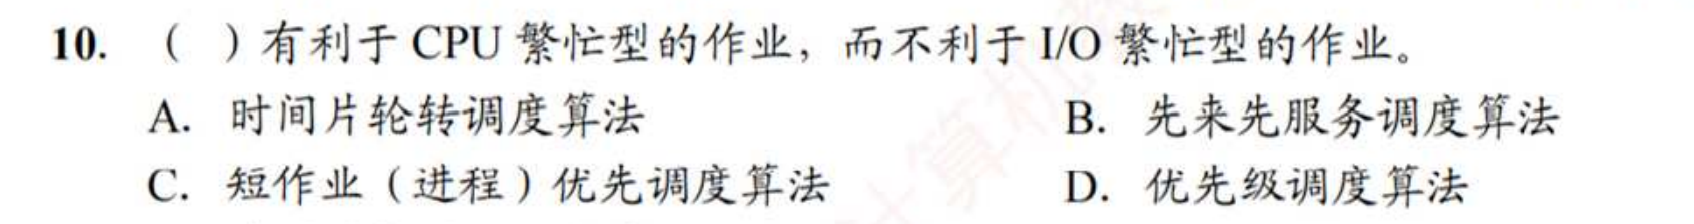 10. （ ）有利于 CPU 繁忙型的作业，而不利于 I/O 繁忙型的作业。
A. 时间片轮转调度算法 B. 先来先服务调度算法
C. 短作业（进程）优先调度算法 D. 优先级调度算法